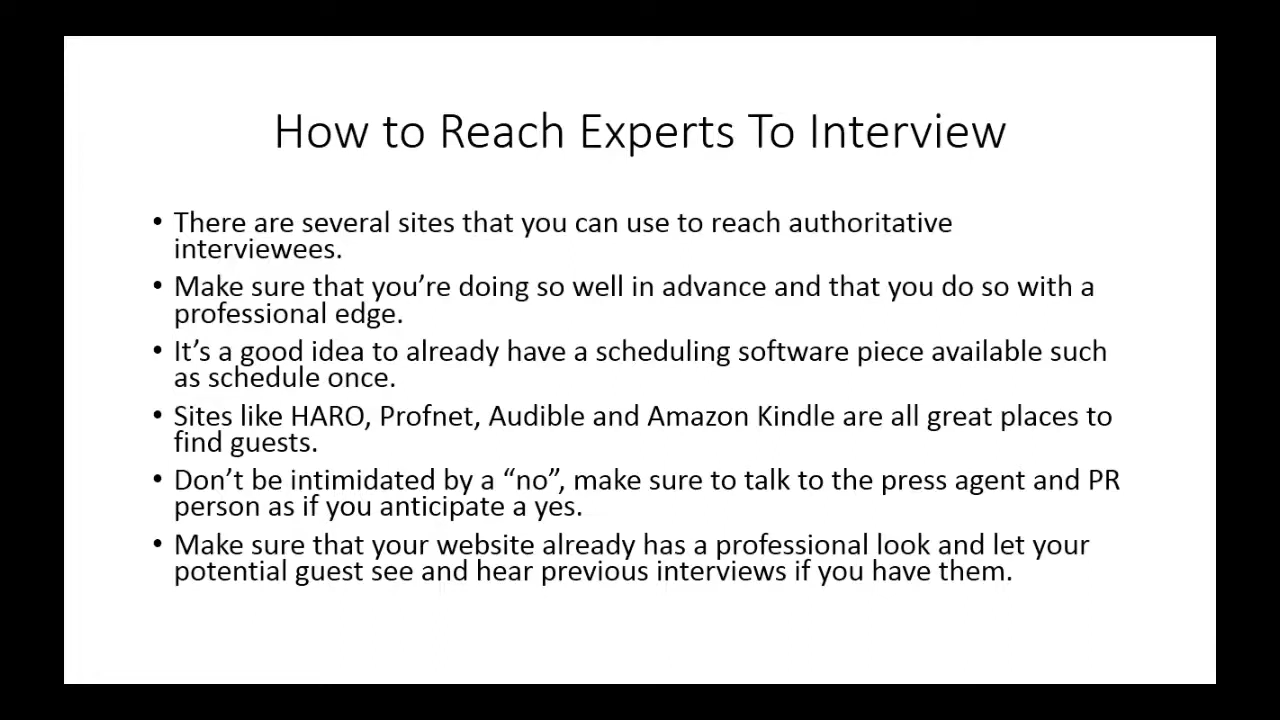 How to Reach Experts To Interview
• There are several sites that you can use to reach authoritative
interviewees.
• Make sure that you’re doing so well in advance and that you do so with a
professional edge.
• It’s a good idea to already have a scheduling software piece available such
as schedule once.
• Sites like HARO, Profnet, Audible and Amazon Kindle are all great places to
find guests.
• Don’t be intimidated by a “no”, make sure to talk to the press agent and PR
person as if you anticipate a yes.
• Make sure that your website already has a professional look and let your
potential guest see and hear previous interviews if you have them.